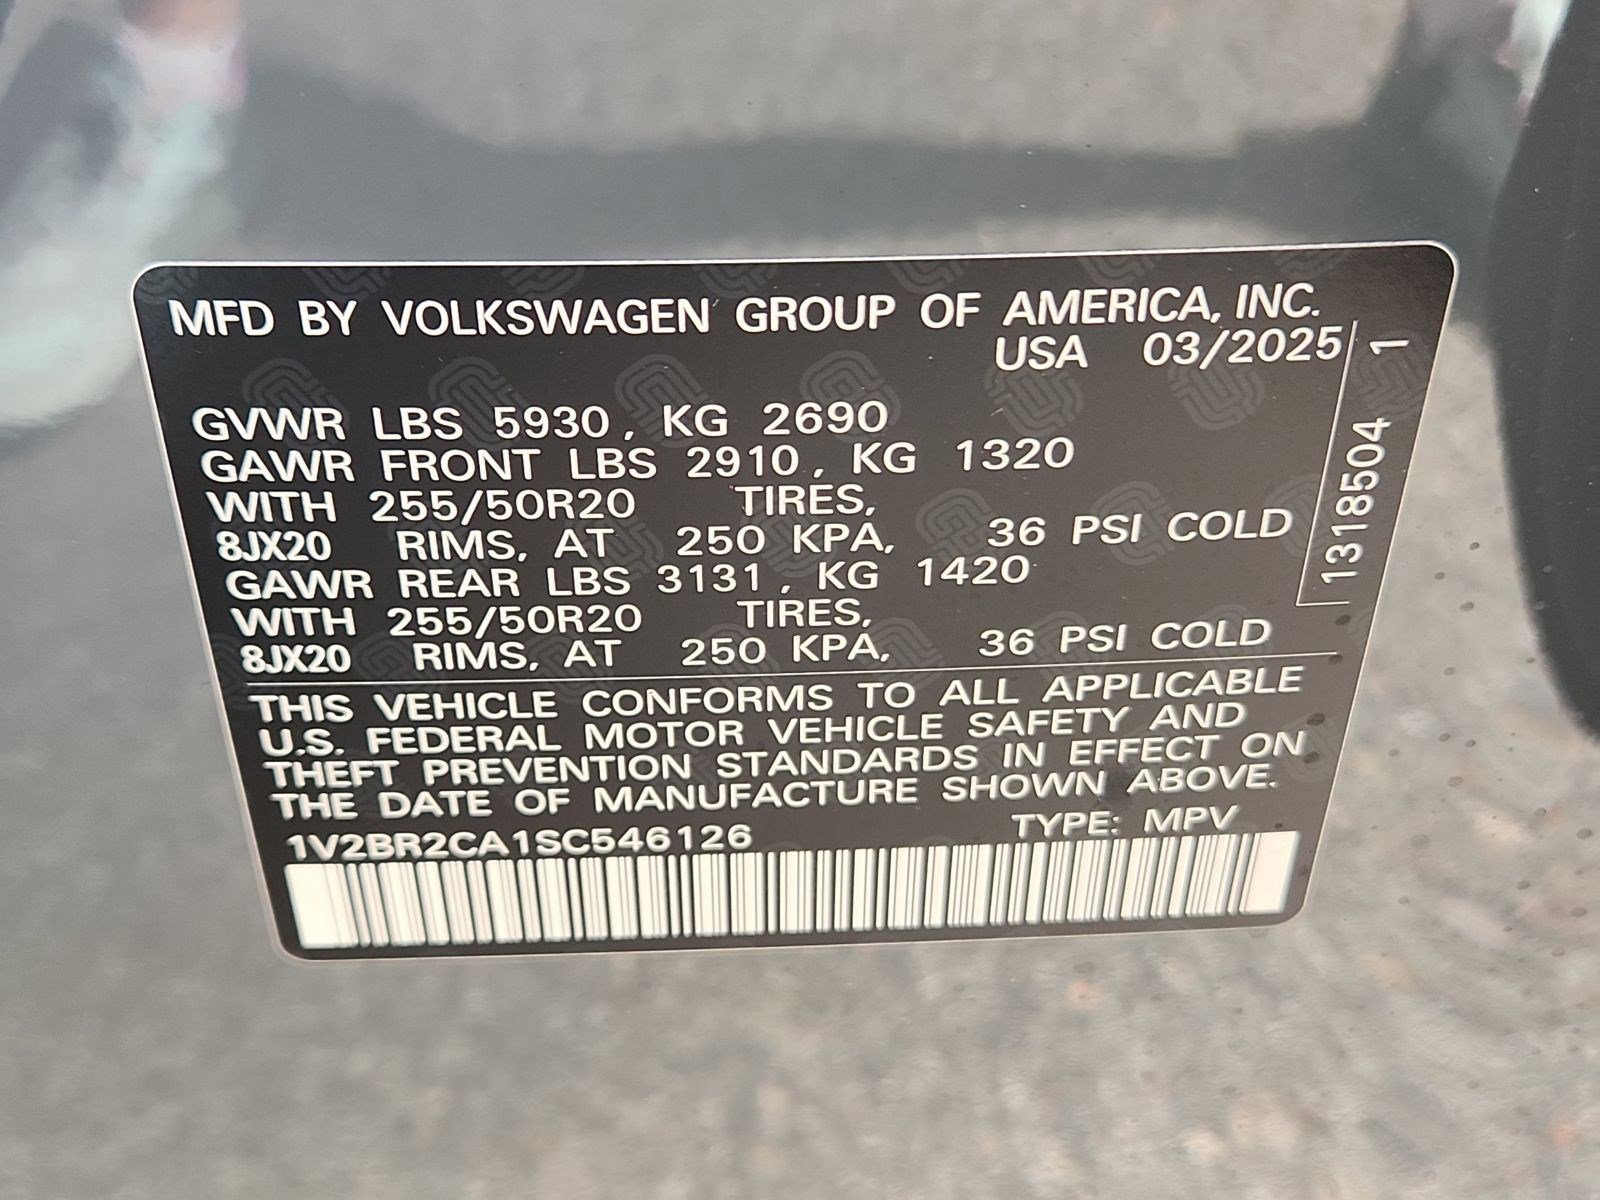 MFD BY VOLKSWAGEN GROUP OF AMERICA, INC.
USA 03/2025
GVWR LBS 5930, KG 2690
GAWR FRONT LBS 2910, KG 1320
WITH 255/50R20 TIRES,
8JX20 RIMS, AT 250 KPA, 36 PSI COLD
GAWR REAR LBS 3131, KG 1420
WITH 255/50R20 TIRES,
8JX20 RIMS, AT 250 KPA, 36 PSI COLD
THIS VEHICLE CONFORMS TO ALL APPLICABLE
U.S. FEDERAL MOTOR VEHICLE SAFETY AND
THEFT PREVENTION STANDARDS IN EFFECT ON
THE DATE OF MANUFACTURE SHOWN ABOVE.
1V2BR2CA1SC546126 TYPE: MPV
1318504 1